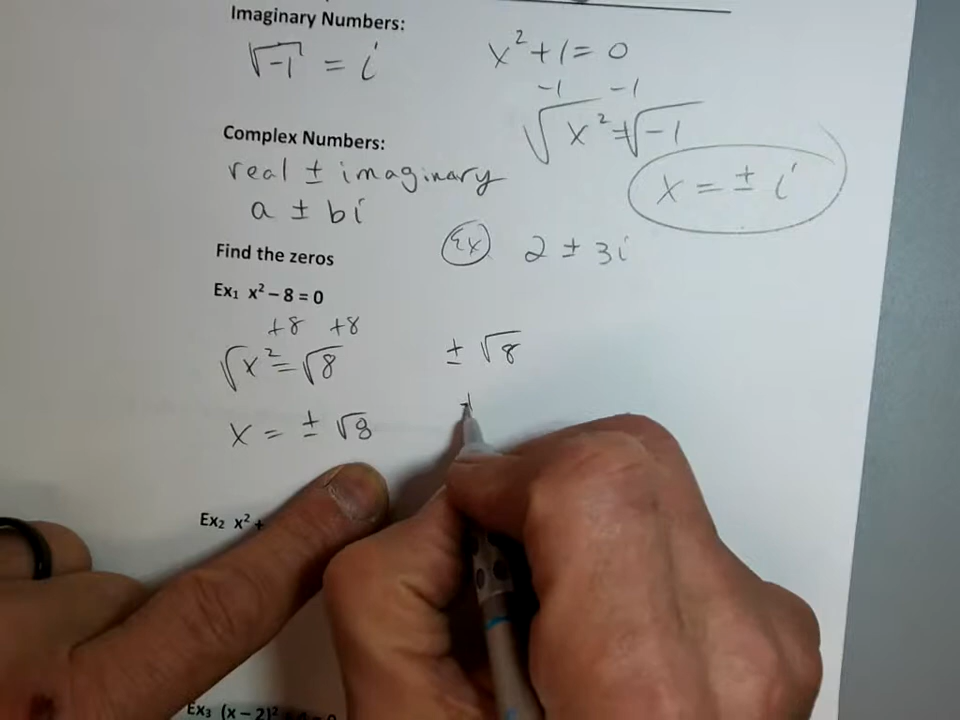 Imaginary Numbers:
√-1 = i
x² + 1 = 0
-1 -1
√x² = √-1
x = ± i
Complex Numbers:
real ± imaginary
a ± bi
Ex 2 ± 3i
Find the zeros
Ex₁ x² – 8 = 0
+8 +8
√x² = √8
± √8
x = ± √8
Ex₂ x² +
Ex₃ (x – 2)²